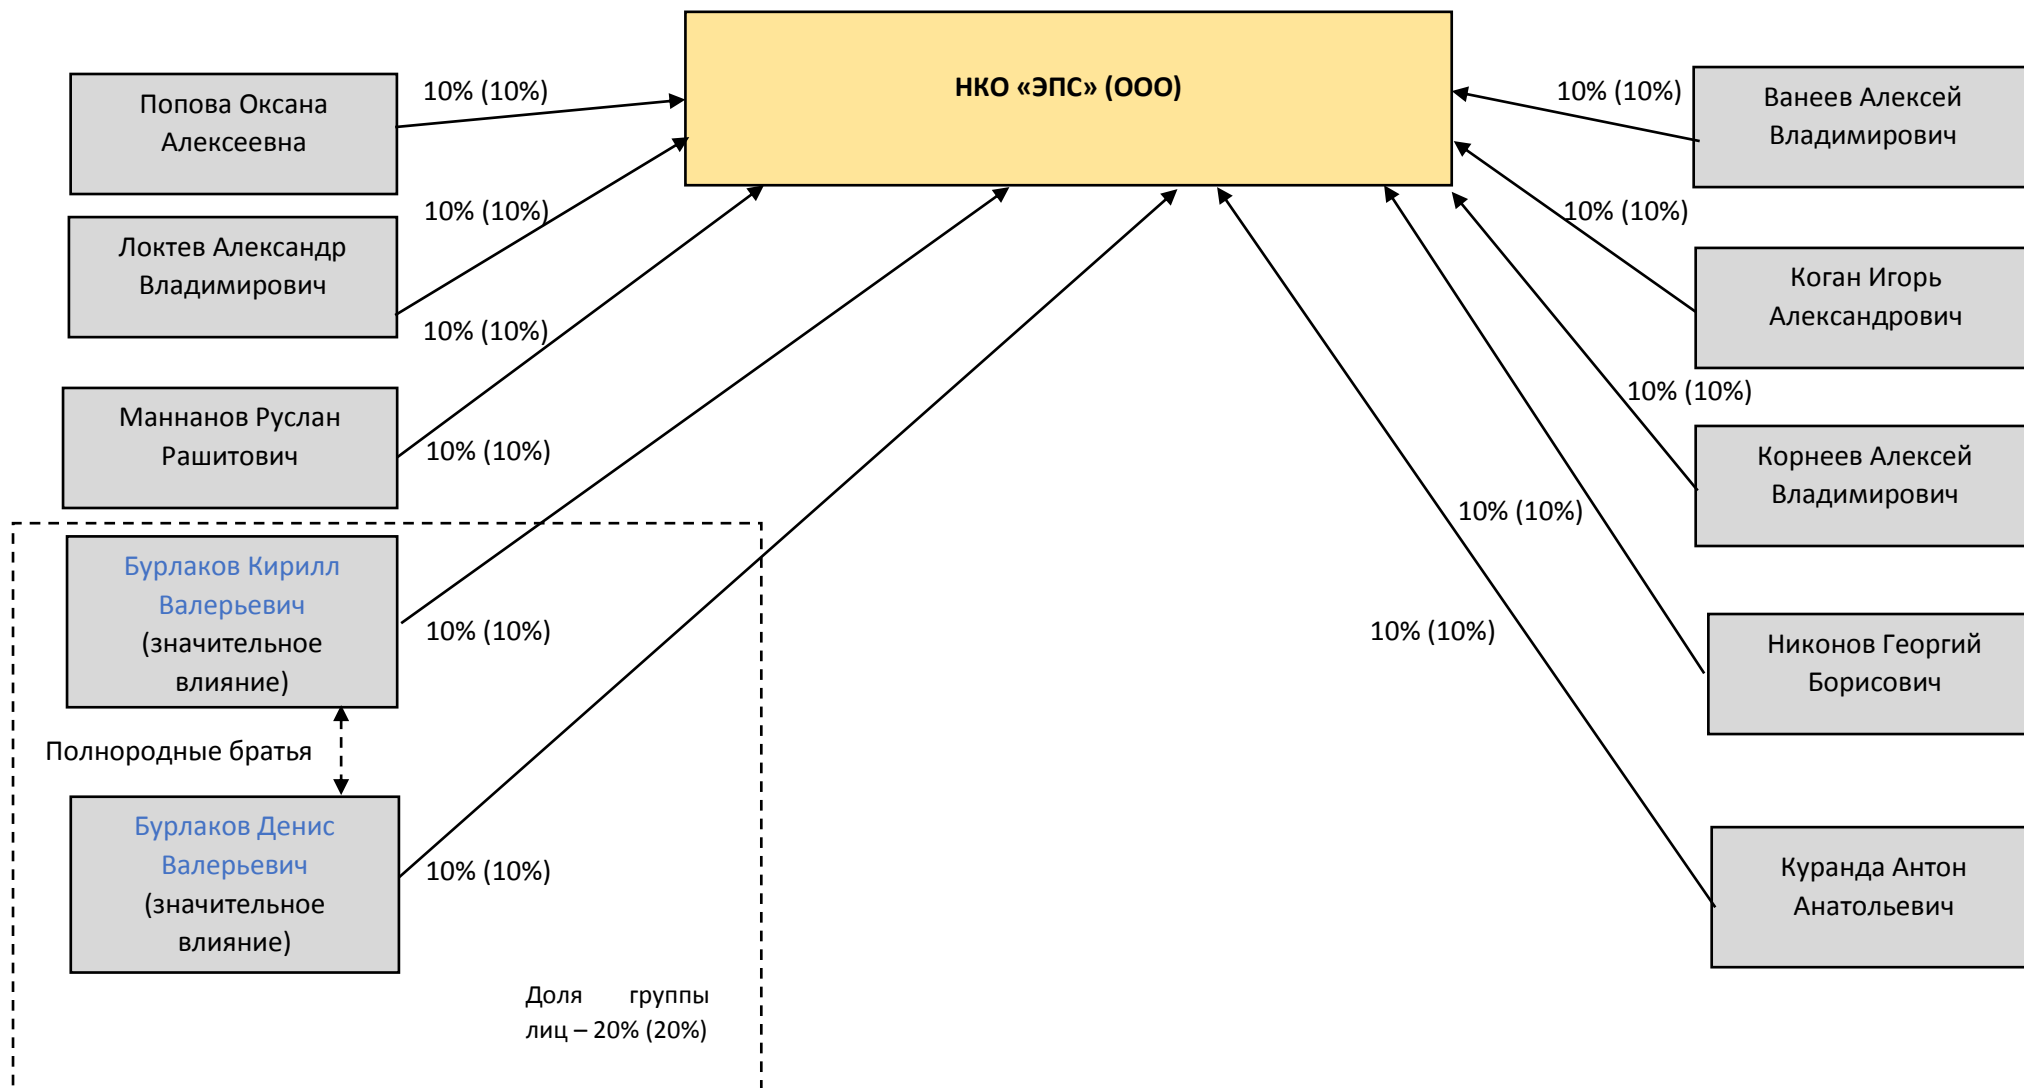 НКО «ЭПС» (ООО)
Попова Оксана
Алексеевна
10% (10%)
Локтев Александр
Владимирович
10% (10%)
Маннанов Руслан
Рашитович
10% (10%)
10% (10%)
Бурлаков Кирилл
Валерьевич
(значительное
влияние)
10% (10%)
Полнородные братья
Бурлаков Денис
Валерьевич
(значительное
влияние)
10% (10%)
Доля группы
лиц – 20% (20%)
10% (10%)
Ванеев Алексей
Владимирович
10% (10%)
Коган Игорь
Александрович
10% (10%)
Корнеев Алексей
Владимирович
10% (10%)
Никонов Георгий
Борисович
10% (10%)
Куранда Антон
Анатольевич